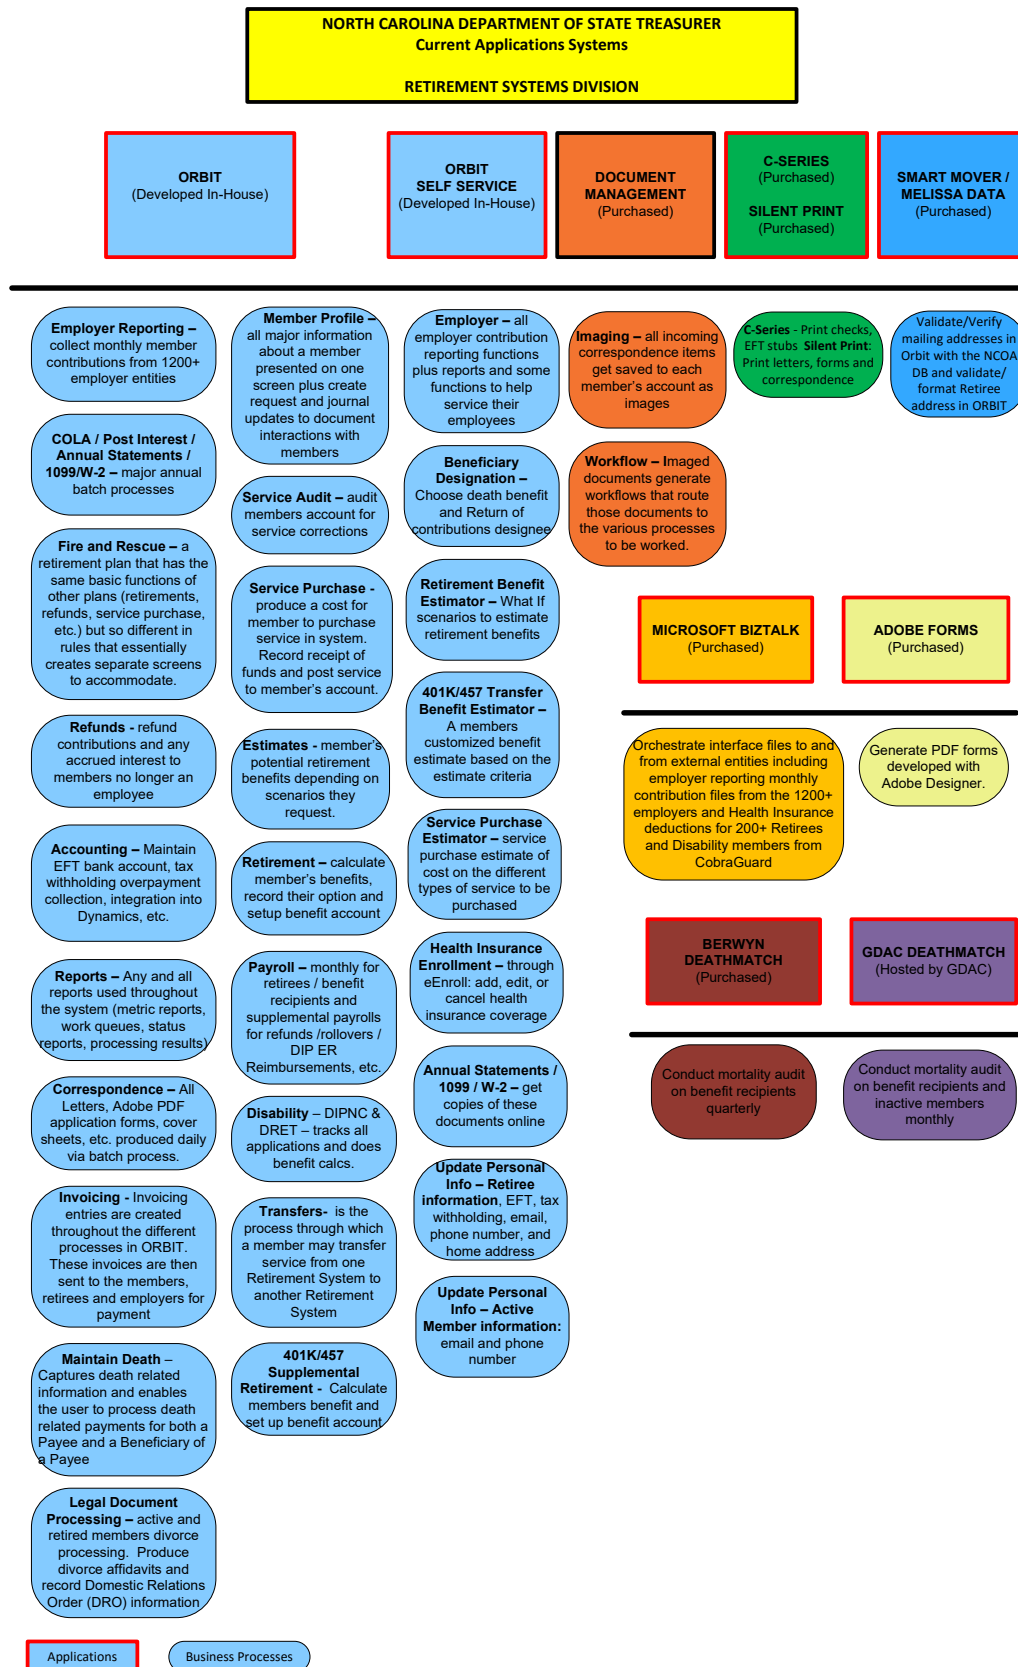 NORTH CAROLINA DEPARTMENT OF STATE TREASURER
Current Applications Systems
RETIREMENT SYSTEMS DIVISION
ORBIT
(Developed In-House)
ORBIT
SELF SERVICE
(Developed In-House)
DOCUMENT
MANAGEMENT
(Purchased)
C-SERIES
(Purchased)
SILENT PRINT
(Purchased)
SMART MOVER /
MELISSA DATA
(Purchased)
Employer Reporting –
collect monthly member
contributions from 1200+
employer entities
COLA / Post Interest /
Annual Statements /
1099/W-2 – major annual
batch processes
Fire and Rescue – a
retirement plan that has the
same basic functions of
other plans (retirements,
refunds, service purchase,
etc.) but so different in
rules that essentially
creates separate screens
to accommodate.
Refunds - refund
contributions and any
accrued interest to
members no longer an
employee
Accounting – Maintain
EFT bank account, tax
withholding overpayment
collection, integration into
Dynamics, etc.
Reports – Any and all
reports used throughout
the system (metric reports,
work queues, status
reports, processing results)
Correspondence – All
Letters, Adobe PDF
application forms, cover
sheets, etc. produced daily
via batch process.
Invoicing - Invoicing
entries are created
throughout the different
processes in ORBIT.
These invoices are then
sent to the members,
retirees and employers for
payment
Maintain Death –
Captures death related
information and enables
the user to process death
related payments for both a
Payee and a Beneficiary of
a Payee
Legal Document
Processing – active and
retired members divorce
processing. Produce
divorce affidavits and
record Domestic Relations
Order (DRO) information
Member Profile –
all major information
about a member
presented on one
screen plus create
request and journal
updates to document
interactions with
members
Service Audit – audit
members account for
service corrections
Service Purchase -
produce a cost for
member to purchase
service in system.
Record receipt of
funds and post service
to member's account.
Estimates - member's
potential retirement
benefits depending on
scenarios they
request.
Retirement – calculate
member's benefits,
record their option and
setup benefit account
Payroll – monthly for
retirees / benefit
recipients and
supplemental payrolls
for refunds /rollovers /
DIP ER
Reimbursements, etc.
Disability – DIPNC &
DRET – tracks all
applications and does
benefit calcs.
Transfers- is the
process through which
a member may transfer
service from one
Retirement System to
another Retirement
System
401K/457
Supplemental
Retirement - Calculate
members benefit and
set up benefit account
Employer – all
employer contribution
reporting functions
plus reports and some
functions to help
service their
employees
Beneficiary
Designation –
Choose death benefit
and Return of
contributions designee
Retirement Benefit
Estimator – What If
scenarios to estimate
retirement benefits
401K/457 Transfer
Benefit Estimator –
A members
customized benefit
estimate based on the
estimate criteria
Service Purchase
Estimator – service
purchase estimate of
cost on the different
types of service to be
purchased
Health Insurance
Enrollment – through
eEnroll: add, edit, or
cancel health
insurance coverage
Annual Statements /
1099 / W-2 – get
copies of these
documents online
Update Personal
Info – Retiree
information, EFT, tax
withholding, email,
phone number, and
home address
Update Personal
Info – Active
Member information:
email and phone
number
Imaging – all incoming
correspondence items
get saved to each
member's account as
images
Workflow – Imaged
documents generate
workflows that route
those documents to
the various processes
to be worked.
C-Series - Print checks,
EFT stubs Silent Print:
Print letters, forms and
correspondence
Validate/Verify
mailing addresses in
Orbit with the NCOA
DB and validate/
format Retiree
address in ORBIT
MICROSOFT BIZTALK
(Purchased)
ADOBE FORMS
(Purchased)
Orchestrate interface files to and
from external entities including
employer reporting monthly
contribution files from the 1200+
employers and Health Insurance
deductions for 200+ Retirees
and Disability members from
CobraGuard
Generate PDF forms
developed with
Adobe Designer.
BERWYN
DEATHMATCH
(Purchased)
GDAC DEATHMATCH
(Hosted by GDAC)
Conduct mortality audit
on benefit recipients
quarterly
Conduct mortality audit
on benefit recipients and
inactive members
monthly
Applications
Business Processes